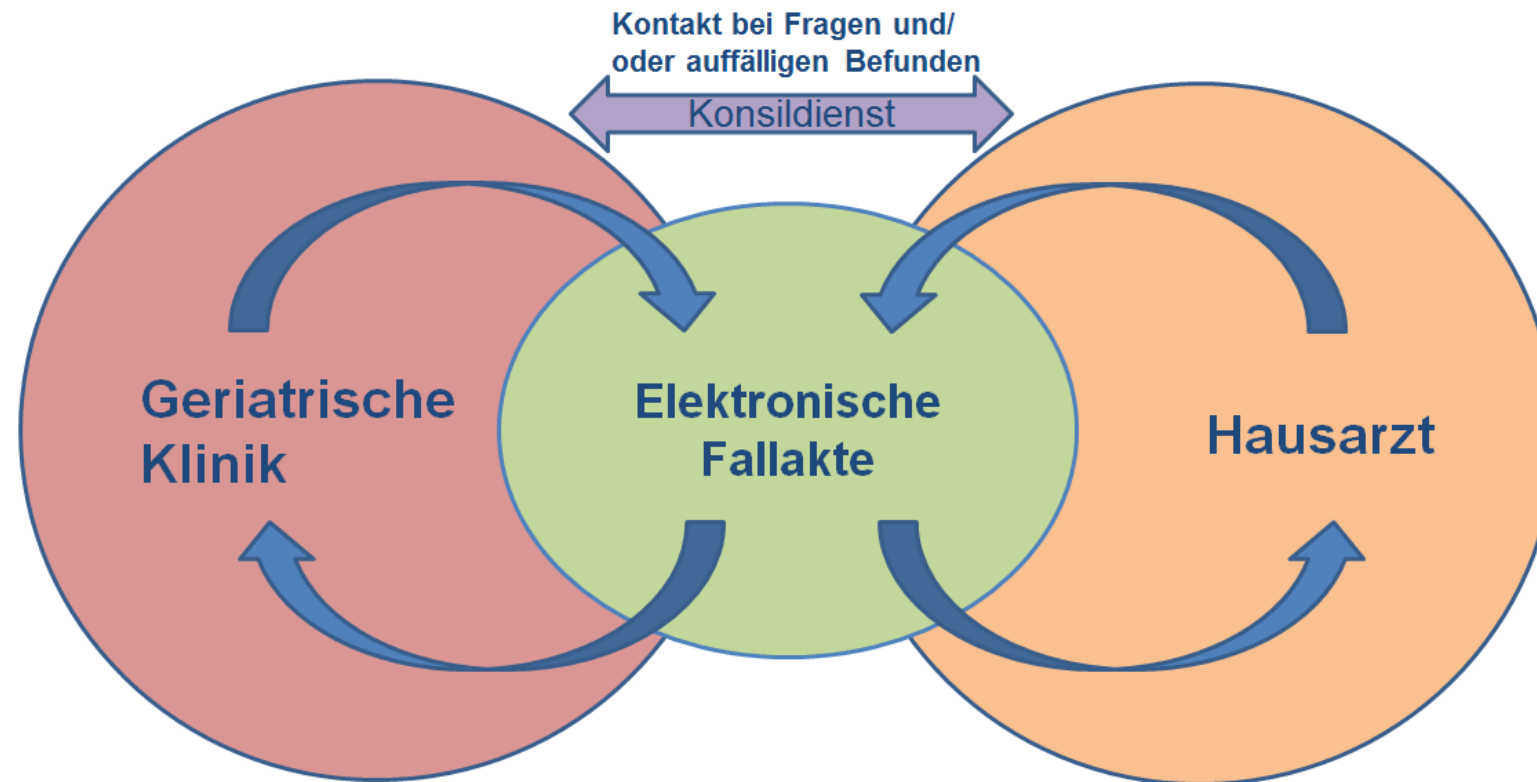 Kontakt bei Fragen und/
oder auffälligen Befunden
Konsildienst
Geriatrische
Klinik
Elektronische
Fallakte
Hausarzt